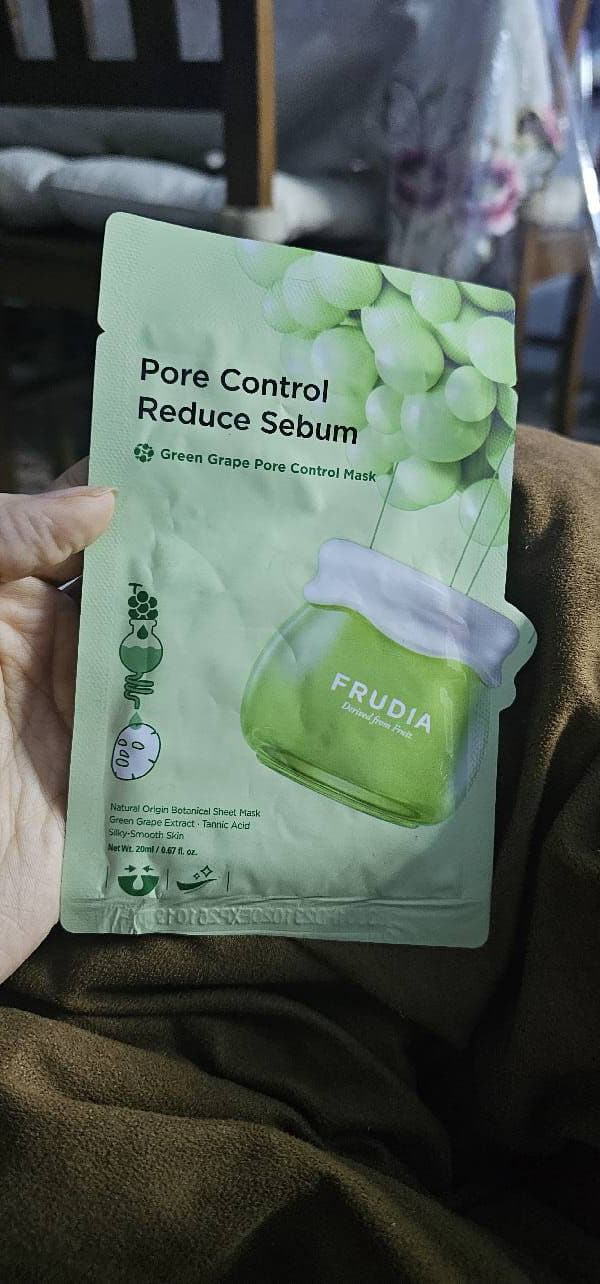 Pore Control
Reduce Sebum
Green Grape Pore Control Mask
FRUDIA
Derived from Fruit
Natural Origin Botanical Sheet Mask
Green Grape Extract · Tannic Acid
Silky-Smooth Skin
Net Wt. 20ml / 0.67 fl. oz.